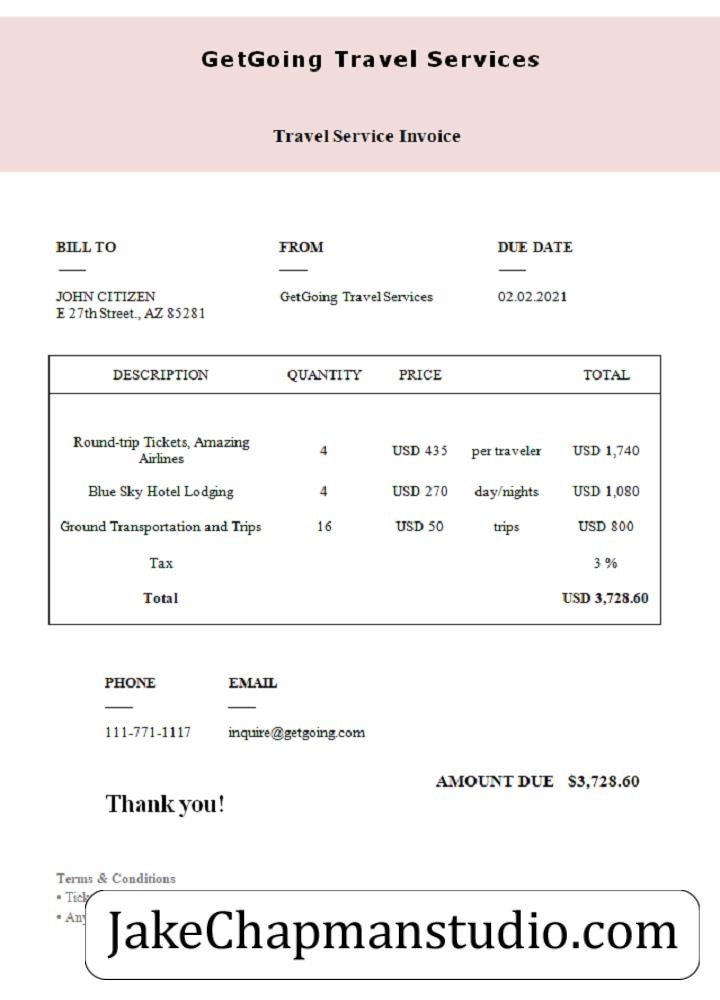 GetGoing Travel Services
Travel Service Invoice
BILL TO FROM DUE DATE
JOHN CITIZEN GetGoing Travel Services 02.02.2021
E 27th Street., AZ 85281
DESCRIPTION QUANTITY PRICE TOTAL
Round-trip Tickets, Amazing
Airlines 4 USD 435 per traveler USD 1,740
Blue Sky Hotel Lodging 4 USD 270 day/nights USD 1,080
Ground Transportation and Trips 16 USD 50 trips USD 800
Tax 3 %
Total USD 3,728.60
PHONE EMAIL
111-771-1117 inquire@getgoing.com
AMOUNT DUE $3,728.60
Thank you!
Terms & Conditions
JakeChapmanstudio.com